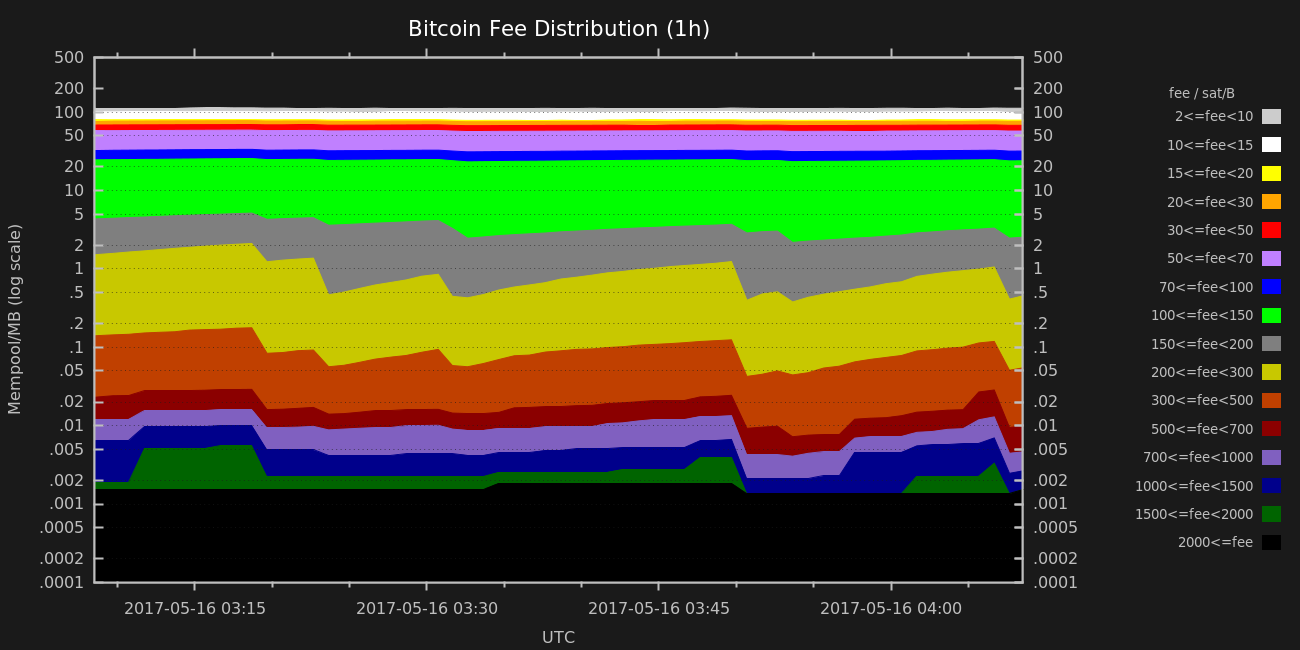 Bitcoin Fee Distribution (1h)
Mempool/MB (log scale)
500
200
100
50
20
10
5
2
1
.5
.2
.1
.05
.02
.01
.005
.002
.001
.0005
.0002
.0001
500
200
100
50
20
10
5
2
1
.5
.2
.1
.05
.02
.01
.005
.002
.001
.0005
.0002
.0001
2017-05-16 03:15 2017-05-16 03:30 2017-05-16 03:45 2017-05-16 04:00
UTC
fee / sat/B
2<=fee<10
10<=fee<15
15<=fee<20
20<=fee<30
30<=fee<50
50<=fee<70
70<=fee<100
100<=fee<150
150<=fee<200
200<=fee<300
300<=fee<500
500<=fee<700
700<=fee<1000
1000<=fee<1500
1500<=fee<2000
2000<=fee